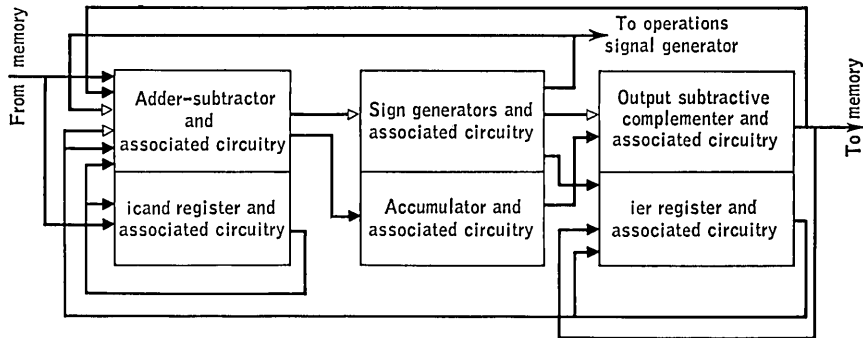 To operations
signal generator
From memory
Adder-subtractor
and
associated circuitry
Sign generators and
associated circuitry
Output subtractive
complementer and
associated circuitry
To memory
icand register and
associated circuitry
Accumulator and
associated circuitry
ier register and
associated circuitry